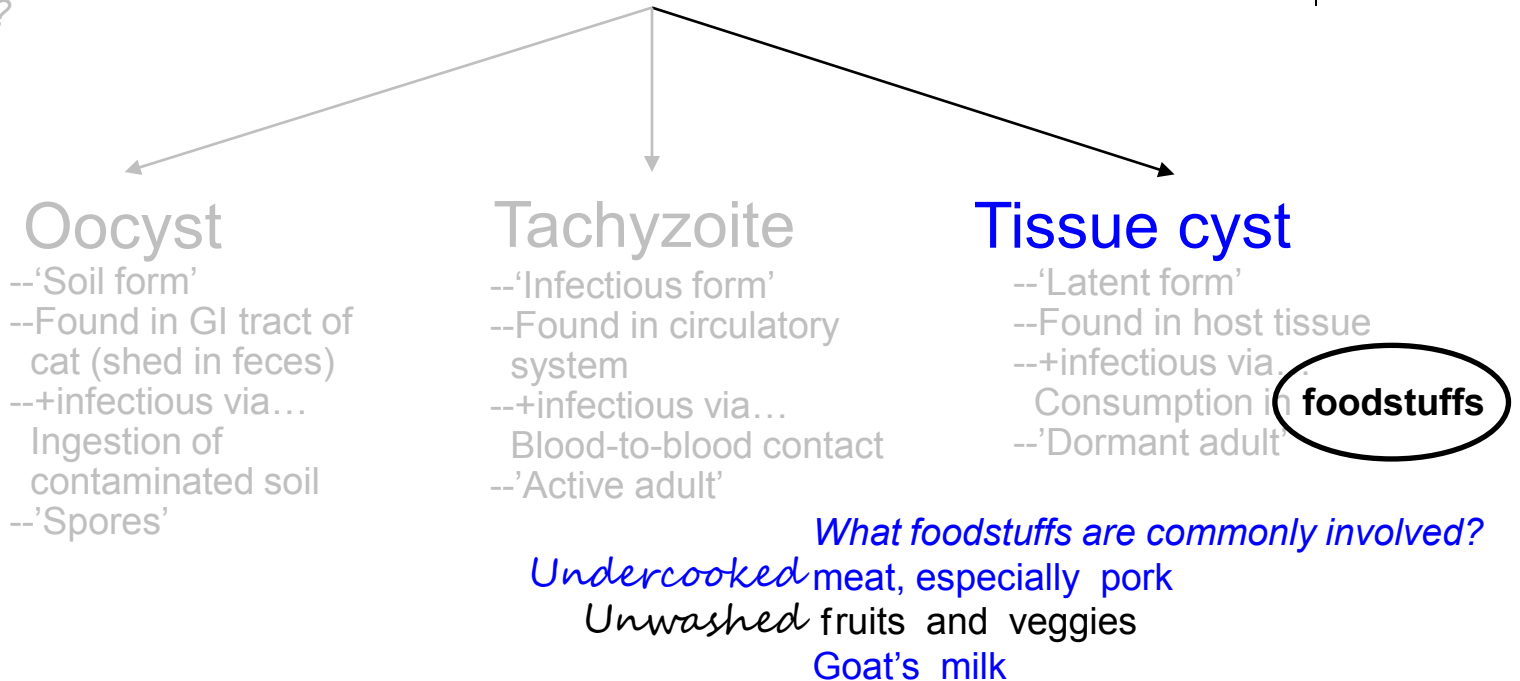 ?
Oocyst
--'Soil form'
--Found in GI tract of
cat (shed in feces)
--+infectious via…
Ingestion of
contaminated soil
--'Spores'
Tachyzoite
--'Infectious form'
--Found in circulatory
system
--+infectious via…
Blood-to-blood contact
--'Active adult'
Tissue cyst
--'Latent form'
--Found in host tissue
--+infectious via…
Consumption in foodstuffs
--'Dormant adult'
What foodstuffs are commonly involved?
Undercooked meat, especially pork
Unwashed fruits and veggies
Goat's milk